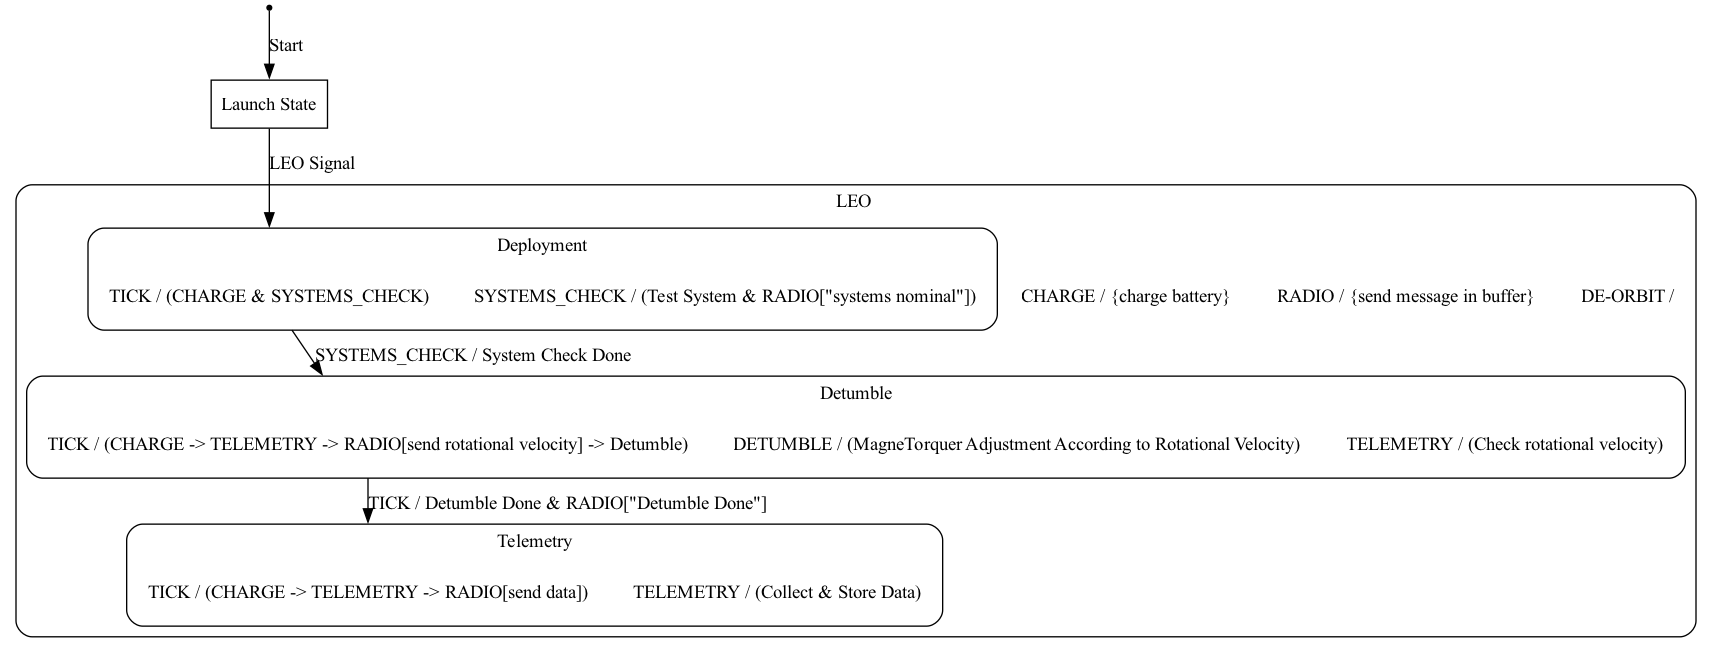 Start
Launch State
LEO Signal
LEO
Deployment
TICK / (CHARGE & SYSTEMS_CHECK)
SYSTEMS_CHECK / (Test System & RADIO["systems nominal"])
CHARGE / {charge battery}
RADIO / {send message in buffer}
DE-ORBIT /
SYSTEMS_CHECK / System Check Done
Detumble
TICK / (CHARGE -> TELEMETRY -> RADIO[send rotational velocity] -> Detumble)
DETUMBLE / (MagneTorquer Adjustment According to Rotational Velocity)
TELEMETRY / (Check rotational velocity)
TICK / Detumble Done & RADIO["Detumble Done"]
Telemetry
TICK / (CHARGE -> TELEMETRY -> RADIO[send data])
TELEMETRY / (Collect & Store Data)